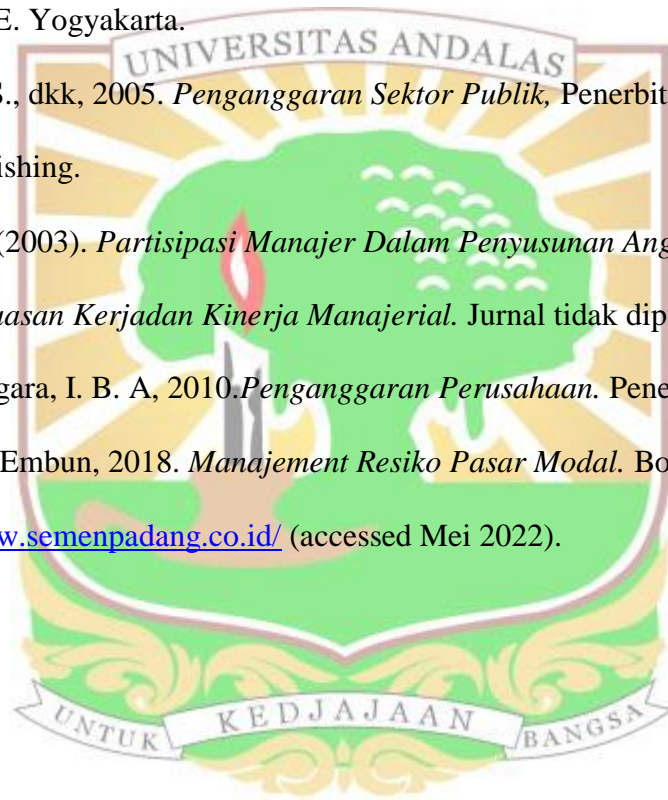 E. Yogyakarta.
UNIVERSITAS ANDALAS
S., dkk, 2005. Penganggaran Sektor Publik, Penerbit
ishing.
(2003). Partisipasi Manajer Dalam Penyusunan Ang
uasan Kerjadan Kinerja Manajerial. Jurnal tidak dip
gara, I. B. A, 2010.Penganggaran Perusahaan. Pene
Embun, 2018. Manajement Resiko Pasar Modal. Bo
w.semenpadang.co.id/ (accessed Mei 2022).
UNTUK KEDJAJAAN BANGSA